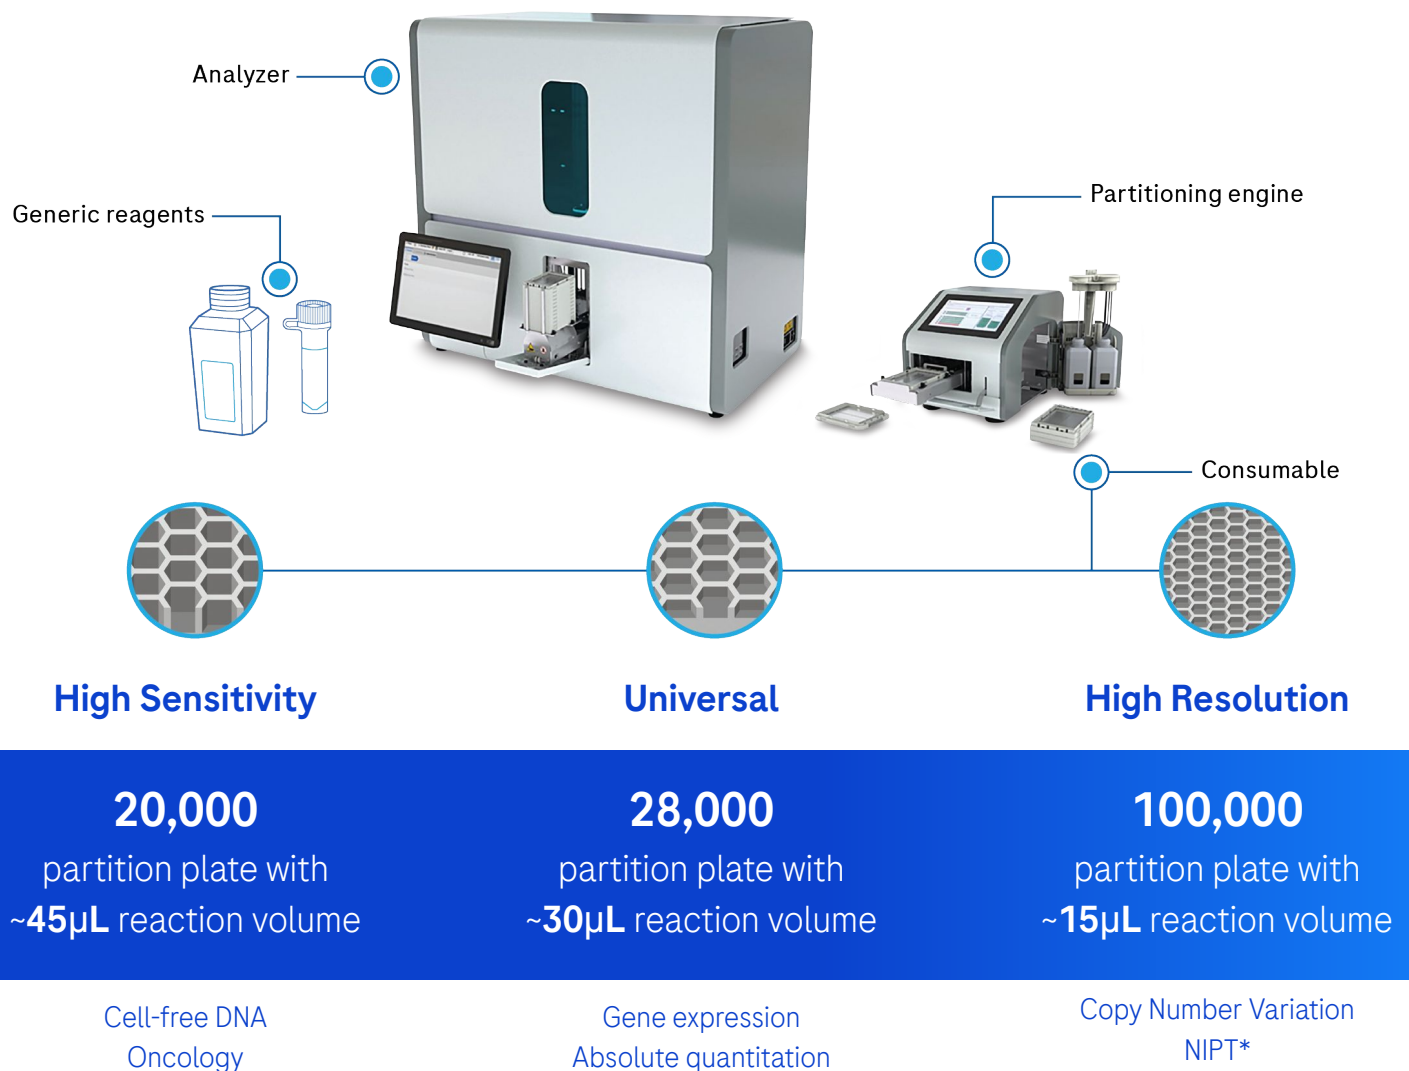 Analyzer
Generic reagents
Partitioning engine
Consumable
High Sensitivity
Universal
High Resolution
20,000
partition plate with
~45µL reaction volume
28,000
partition plate with
~30µL reaction volume
100,000
partition plate with
~15µL reaction volume
Cell-free DNA
Oncology
Gene expression
Absolute quantitation
Copy Number Variation
NIPT*